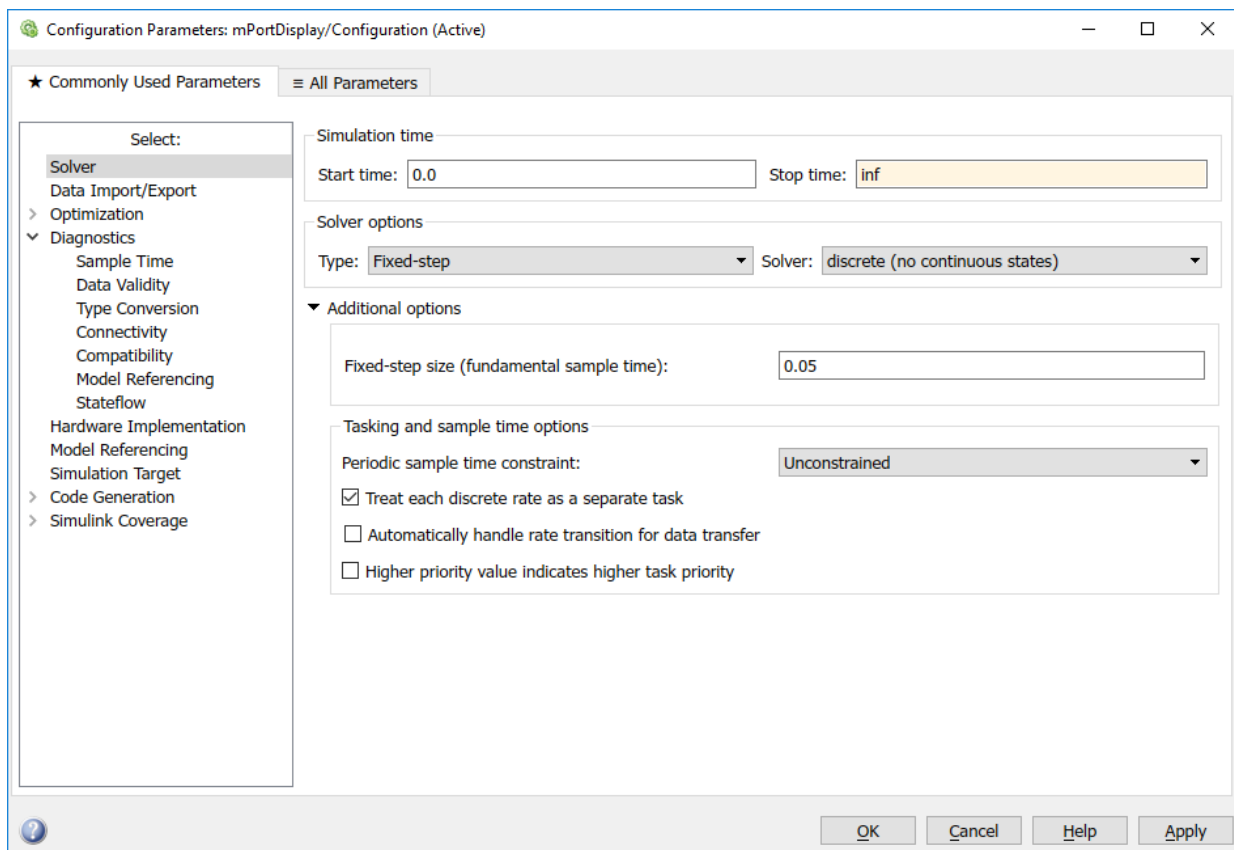 Configuration Parameters: mPortDisplay/Configuration (Active)
★ Commonly Used Parameters
≡ All Parameters
Select:
Solver
Data Import/Export
Optimization
Diagnostics
Sample Time
Data Validity
Type Conversion
Connectivity
Compatibility
Model Referencing
Stateflow
Hardware Implementation
Model Referencing
Simulation Target
Code Generation
Simulink Coverage
Simulation time
Start time: 0.0 Stop time: inf
Solver options
Type: Fixed-step Solver: discrete (no continuous states)
Additional options
Fixed-step size (fundamental sample time): 0.05
Tasking and sample time options
Periodic sample time constraint: Unconstrained
Treat each discrete rate as a separate task
Automatically handle rate transition for data transfer
Higher priority value indicates higher task priority
? OK Cancel Help Apply